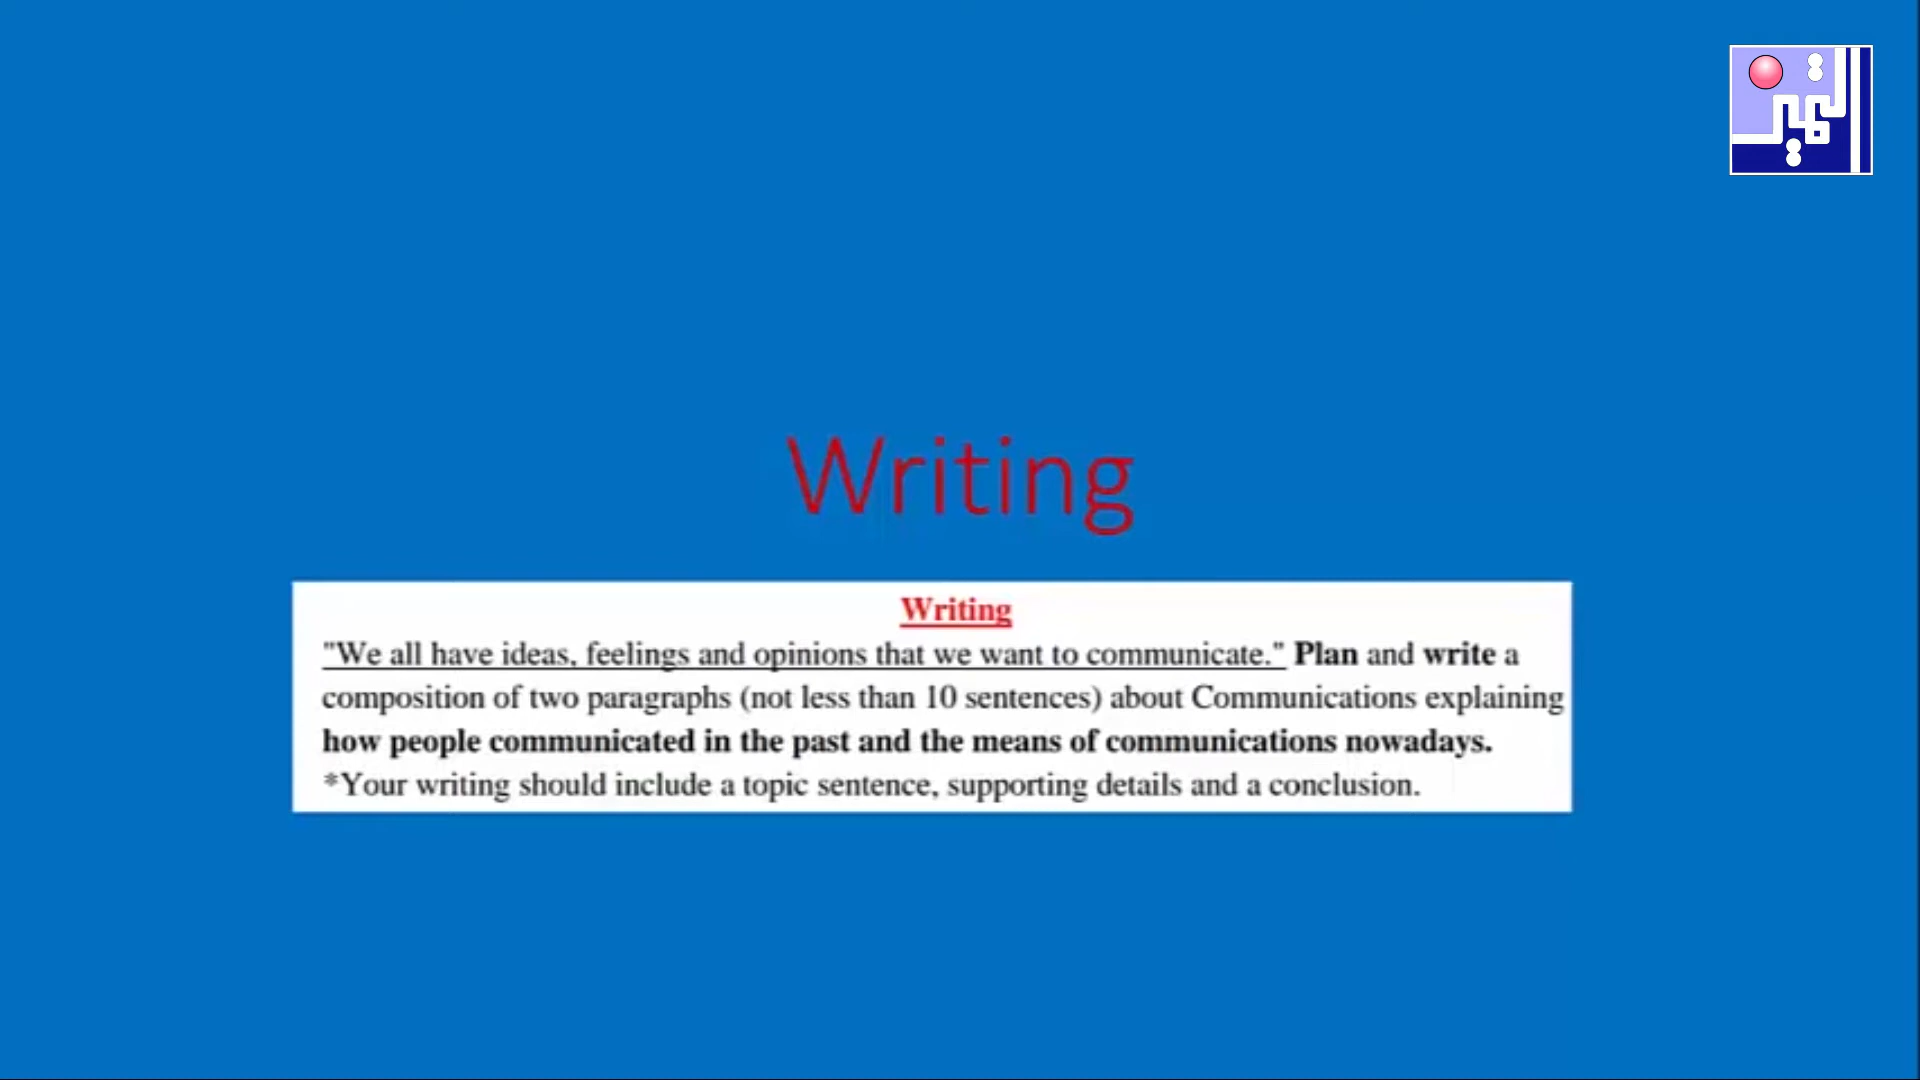 Writing
Writing
"We all have ideas, feelings and opinions that we want to communicate." Plan and write a
composition of two paragraphs (not less than 10 sentences) about Communications explaining
how people communicated in the past and the means of communications nowadays.
*Your writing should include a topic sentence, supporting details and a conclusion.